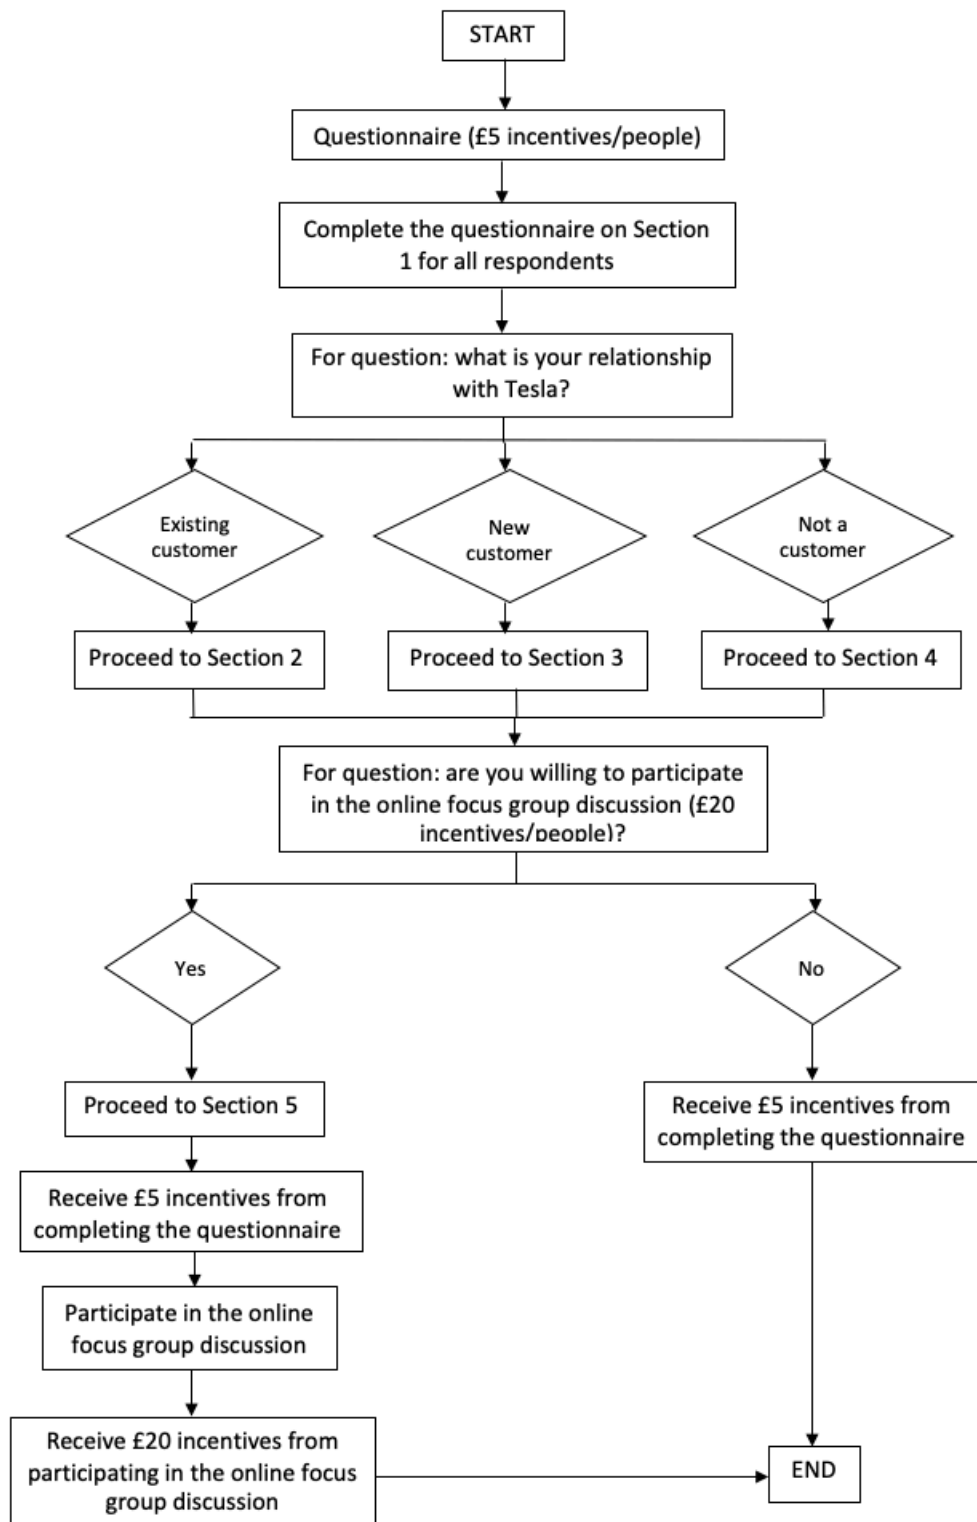 START
Questionnaire (£5 incentives/people)
Complete the questionnaire on Section
1 for all respondents
For question: what is your relationship
with Tesla?
Existing
customer
New
customer
Not a
customer
Proceed to Section 2
Proceed to Section 3
Proceed to Section 4
For question: are you willing to participate
in the online focus group discussion (£20
incentives/people)?
Yes
No
Proceed to Section 5
Receive £5 incentives from
completing the questionnaire
Receive £5 incentives from
completing the questionnaire
Participate in the online
focus group discussion
Receive £20 incentives from
participating in the online focus
group discussion
END